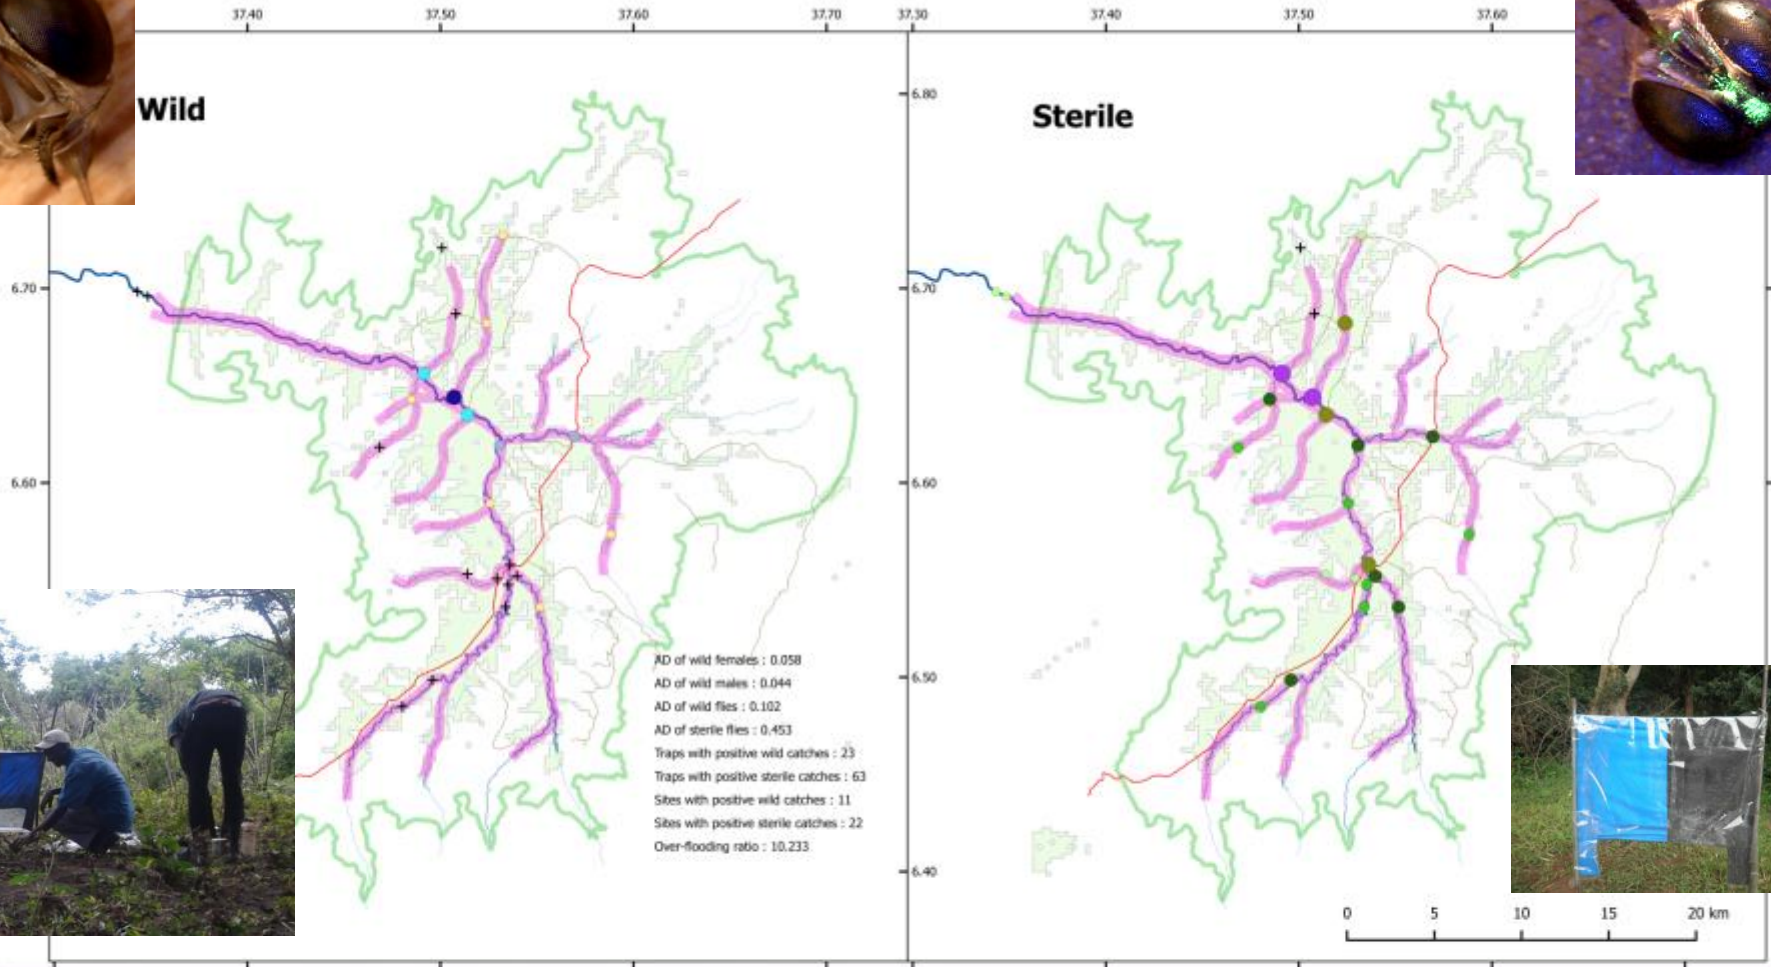 37.40 37.50 37.60 37.70 37.30 37.40 37.50 37.60
Wild
6.80
Sterile
6.70
6.70
6.60
6.60
6.50
6.40
AD of wild females : 0.058
AD of wild males : 0.044
AD of wild flies : 0.102
AD of sterile flies : 0.453
Traps with positive wild catches : 23
Traps with positive sterile catches : 63
Sites with positive wild catches : 11
Sites with positive sterile catches : 22
Over-flooding ratio : 10.233
0 5 10 15 20 km